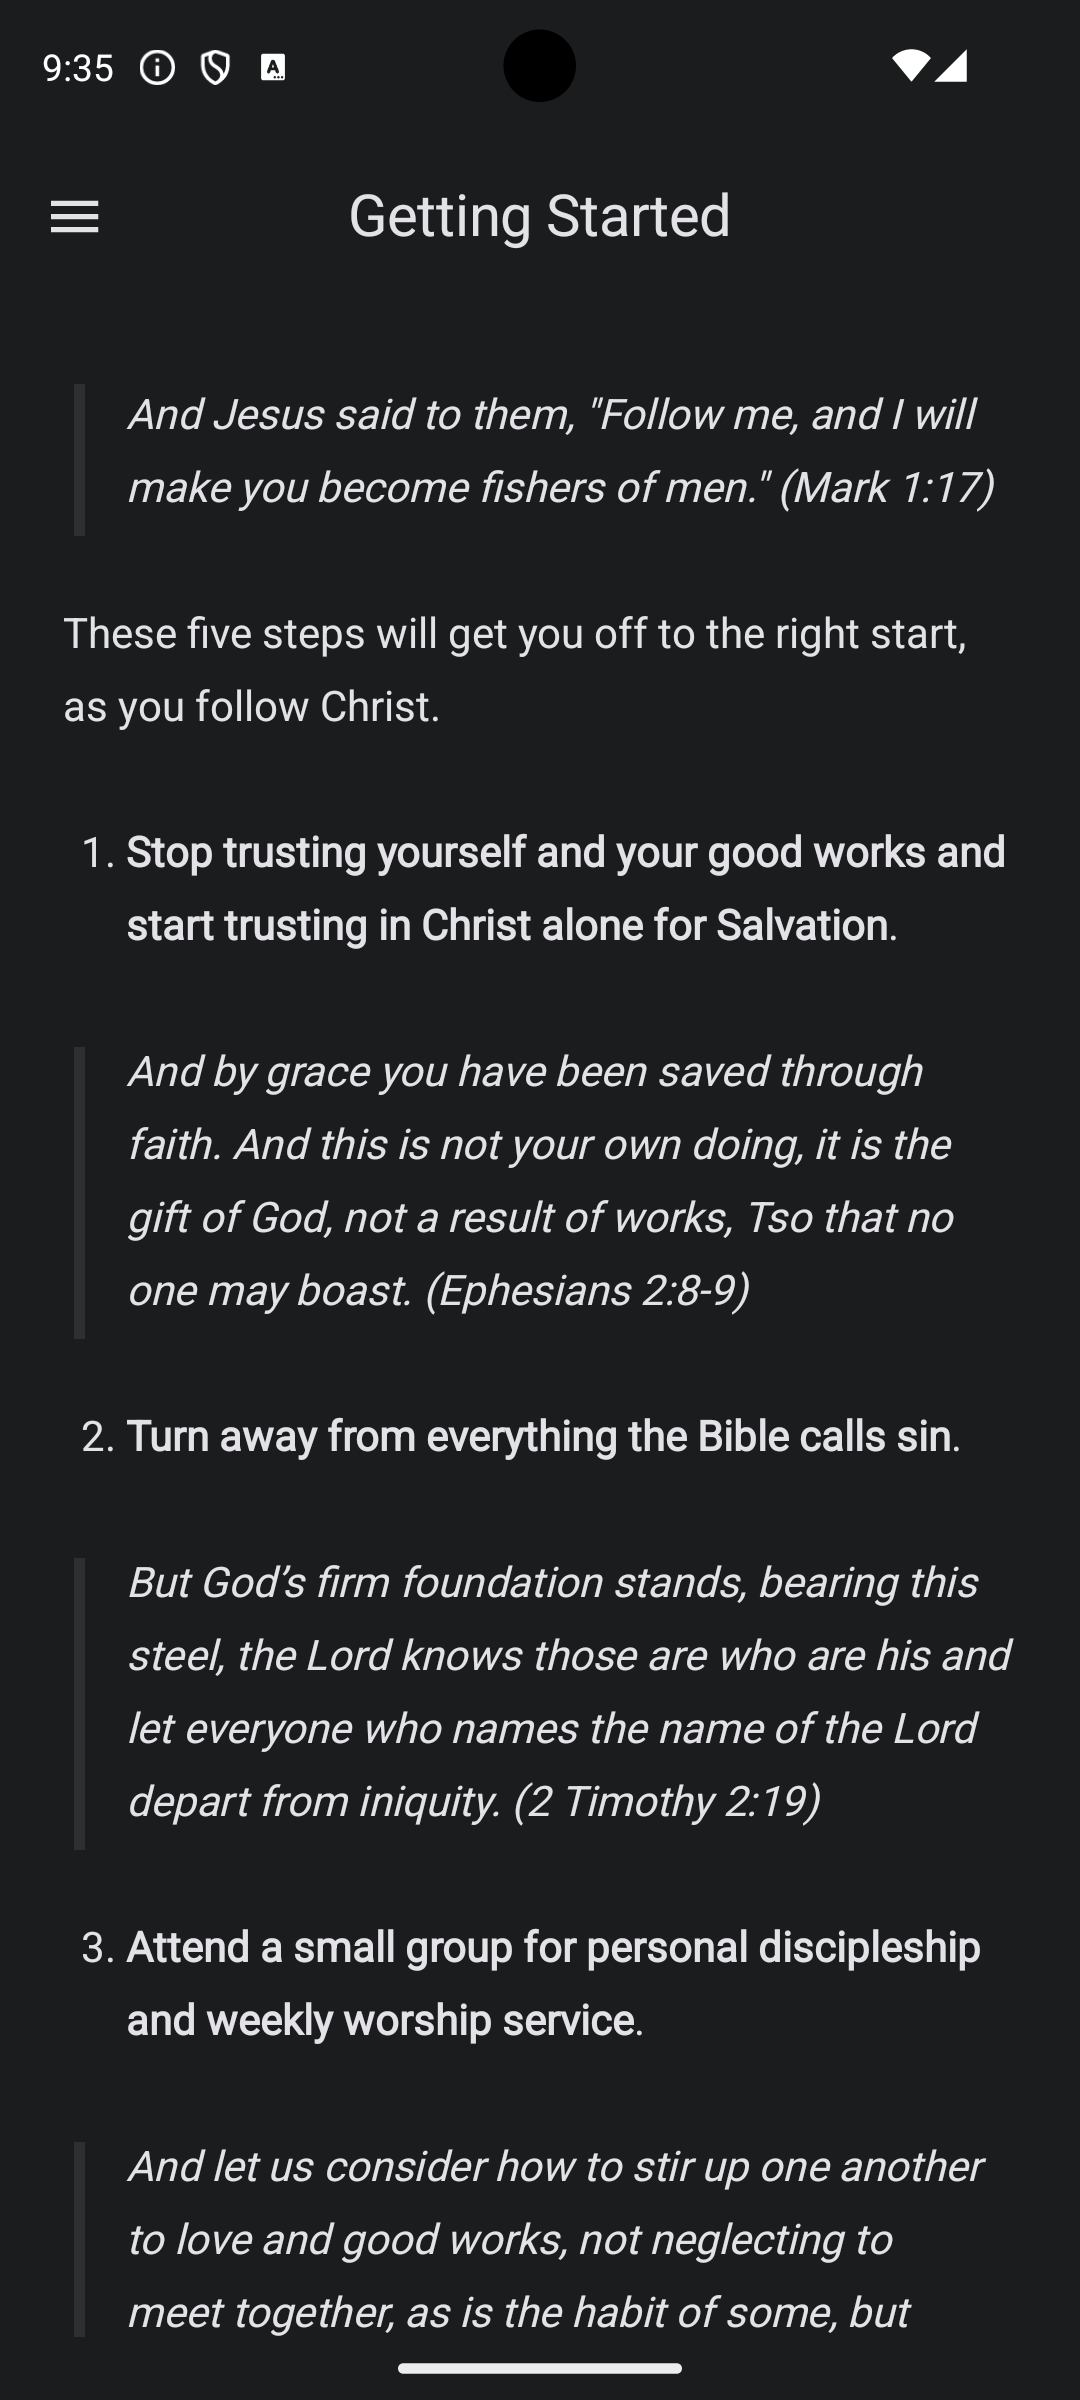 9:35
Getting Started
And Jesus said to them, "Follow me, and I will
make you become fishers of men." (Mark 1:17)
These five steps will get you off to the right start,
as you follow Christ.
1. Stop trusting yourself and your good works and
start trusting in Christ alone for Salvation.
And by grace you have been saved through
faith. And this is not your own doing, it is the
gift of God, not a result of works, Tso that no
one may boast. (Ephesians 2:8-9)
2. Turn away from everything the Bible calls sin.
But God’s firm foundation stands, bearing this
steel, the Lord knows those are who are his and
let everyone who names the name of the Lord
depart from iniquity. (2 Timothy 2:19)
3. Attend a small group for personal discipleship
and weekly worship service.
And let us consider how to stir up one another
to love and good works, not neglecting to
meet together, as is the habit of some, but